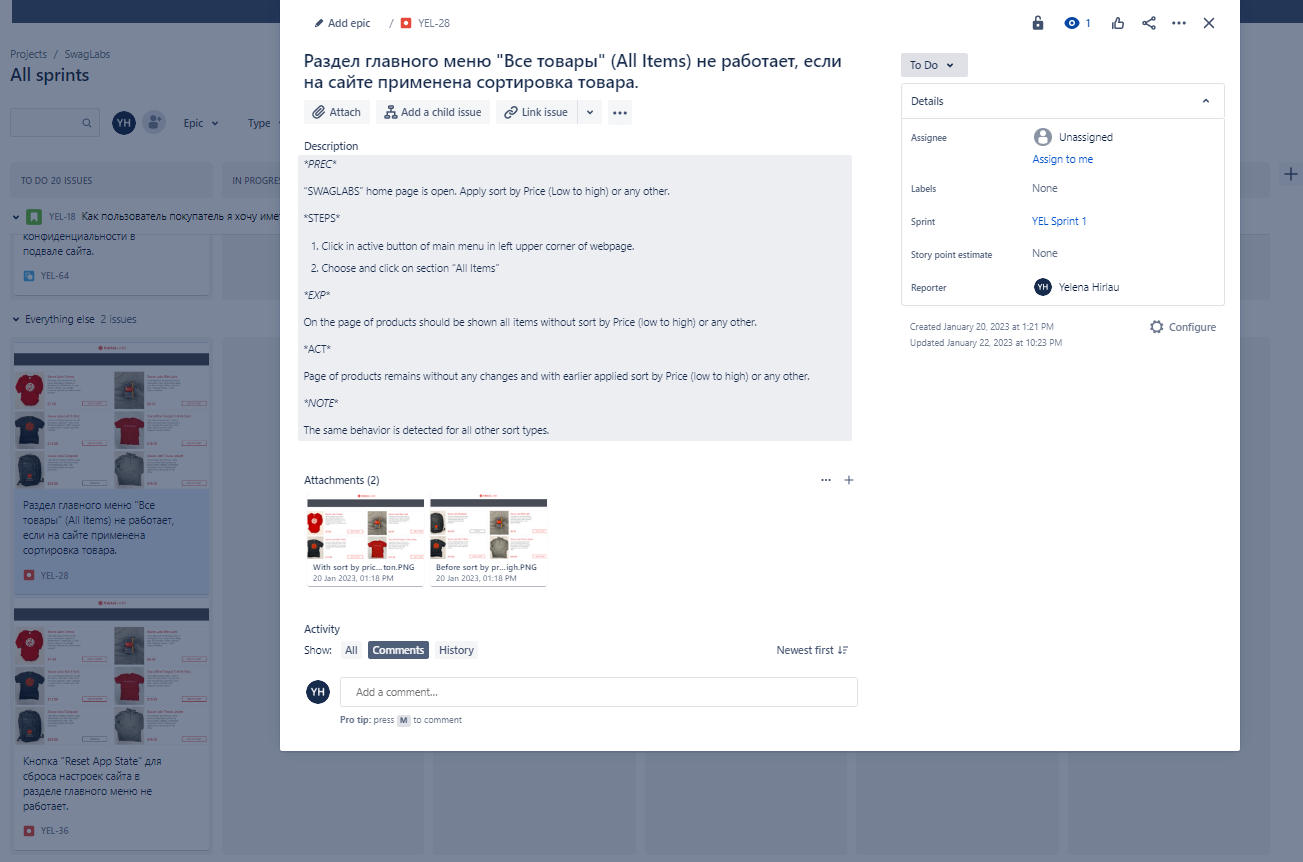 Add epic / YEL-28
1
Projects / SwagLabs
All sprints
YH
Epic
Type
TO DO 20 ISSUES
IN PROGRE
YEL-18 Как пользователь покупатель я хочу име
конфиденциальности в
подвале сайта.
YEL-64
Everything else 2 issues
Раздел главного меню "Все
товары" (All Items) не работает,
если на сайте применена
сортировка товара.
YEL-28
Кнопка "Reset App State" для
сброса настроек сайта в
разделе главного меню не
работает.
YEL-36
Раздел главного меню "Все товары" (All Items) не работает, если
на сайте применена сортировка товара.
Attach
Add a child issue
Link issue
Description
*PREC*
"SWAGLABS" home page is open. Apply sort by Price (Low to high) or any other.
*STEPS*
1. Click in active button of main menu in left upper corner of webpage.
2. Choose and click on section "All Items"
*EXP*
On the page of products should be shown all items without sort by Price (low to high) or any other.
*ACT*
Page of products remains without any changes and with earlier applied sort by Price (low to high) or any other.
*NOTE*
The same behavior is detected for all other sort types.
Attachments (2)
With sort by pric...ton.PNG
20 Jan 2023, 01:18 PM
Before sort by pr...igh.PNG
20 Jan 2023, 01:18 PM
Activity
Show: All Comments History
Newest first
YH
Add a comment...
Pro tip: press M to comment
To Do
Details
Assignee
Unassigned
Assign to me
Labels
None
Sprint
YEL Sprint 1
Story point estimate
None
Reporter
YH Yelena Hirlau
Created January 20, 2023 at 1:21 PM
Updated January 22, 2023 at 10:23 PM
Configure